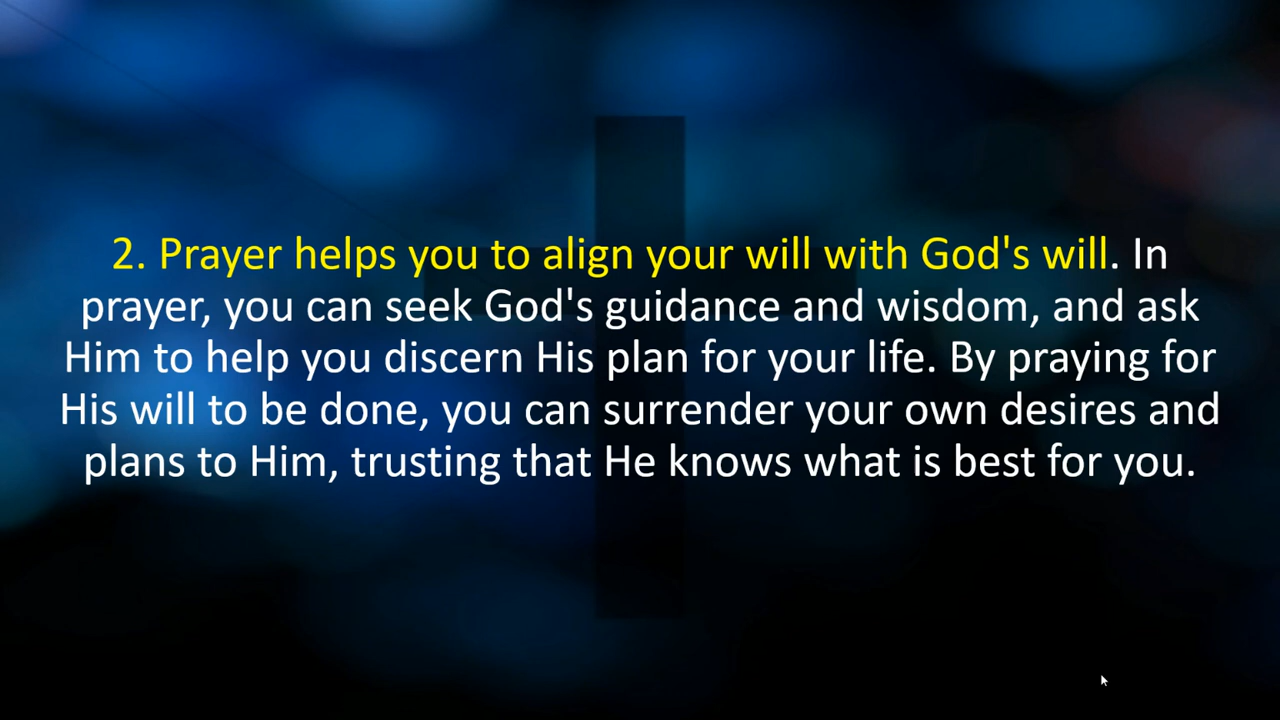 2. Prayer helps you to align your will with God's will. In
prayer, you can seek God's guidance and wisdom, and ask
Him to help you discern His plan for your life. By praying for
His will to be done, you can surrender your own desires and
plans to Him, trusting that He knows what is best for you.